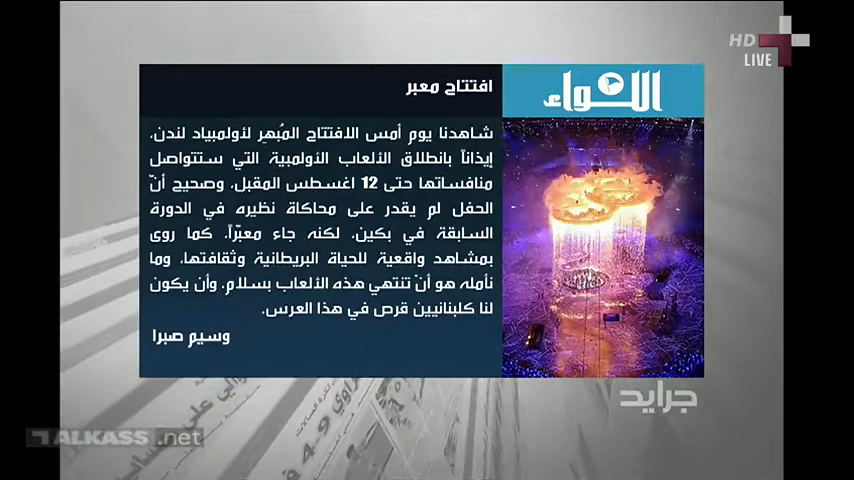 HD
LIVE
اللواء
افتتاح معبر
شاهدنا يوم أمس الافتتاح المُبهِر لأولمبياد لندن،
إيذاناً بانطلاق الألعاب الأولمبية التي ستتواصل
منافساتها حتى 12 اغسطس المقبل، وصحيح أنّ
الحفل لم يقدر على محاكاة نظيره في الدورة
السابقة في بكين، لكنه جاء معبّراً، كما روى
بمشاهد واقعية للحياة البريطانية وثقافتها، وما
نأمله هو أنّ تنتهي هذه الألعاب بسلام، وأن يكون
لنا كلبنانيين قرص في هذا العرس.
وسيم صبرا
جرايد
ALKASS.net